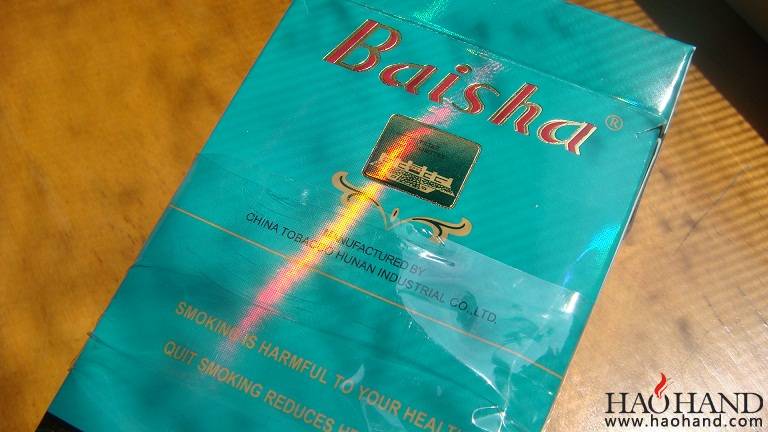 Baisha®
MANUFACTURED BY
CHINA TOBACCO HUNAN INDUSTRIAL CO.,LTD.
SMOKING IS HARMFUL TO YOUR HEALTH
QUIT SMOKING REDUCES
HAOHAND
www.haohand.com